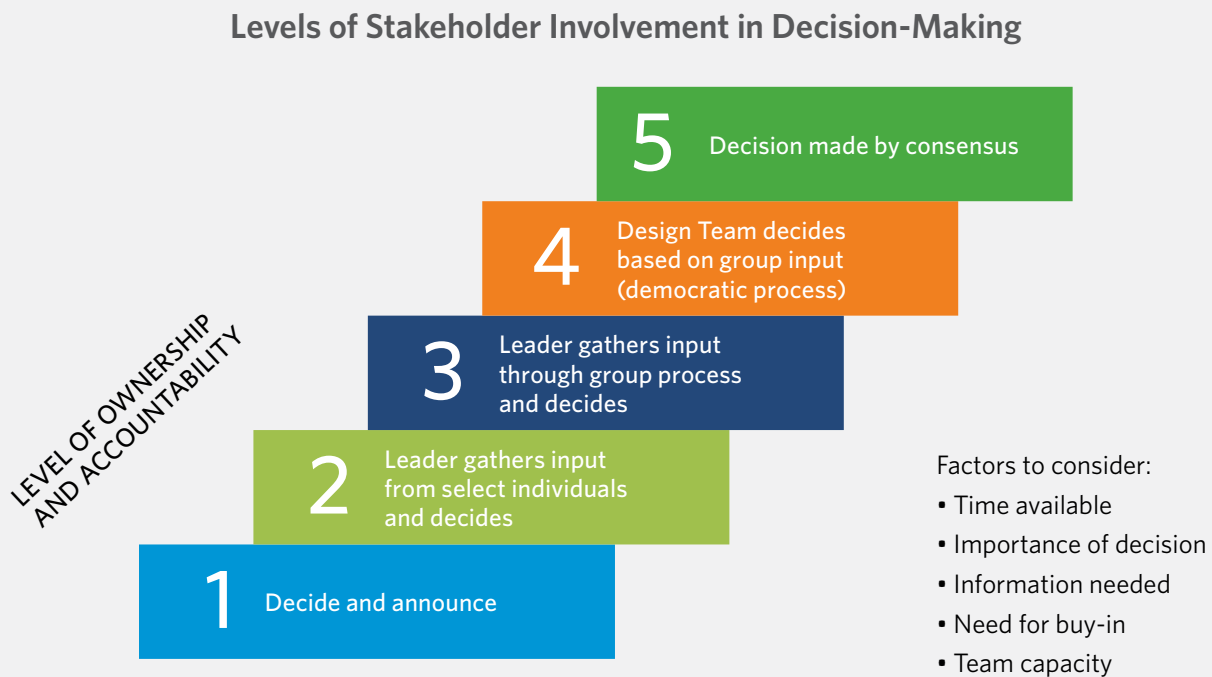 Levels of Stakeholder Involvement in Decision-Making
5 Decision made by consensus
4 Design Team decides
based on group input
(democratic process)
3 Leader gathers input
through group process
and decides
2 Leader gathers input
from select individuals
and decides
1 Decide and announce
LEVEL OF OWNERSHIP
AND ACCOUNTABILITY
Factors to consider:
• Time available
• Importance of decision
• Information needed
• Need for buy-in
• Team capacity